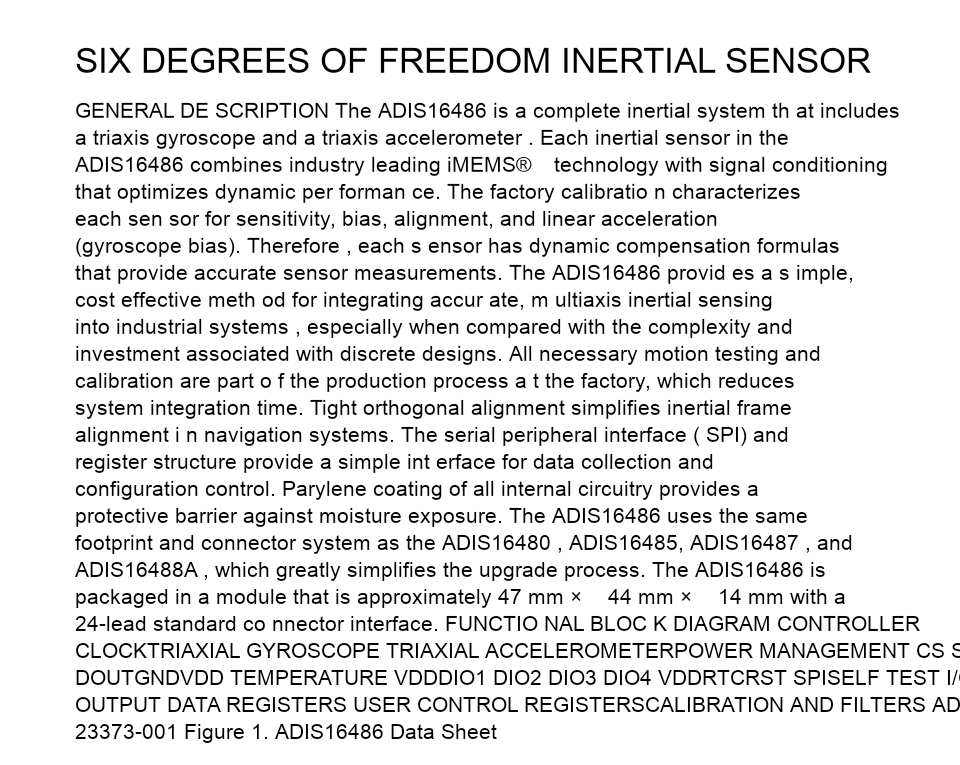 SIX DEGREES OF FREEDOM INERTIAL SENSOR
GENERAL DE SCRIPTION The ADIS16486 is a complete inertial system th at includes
a triaxis gyroscope and a triaxis accelerometer . Each inertial sensor in the
ADIS16486 combines industry leading iMEMS® technology with signal conditioning
that optimizes dynamic per forman ce. The factory calibratio n characterizes
each sen sor for sensitivity, bias, alignment, and linear acceleration
(gyroscope bias). Therefore , each s ensor has dynamic compensation formulas
that provide accurate sensor measurements. The ADIS16486 provid es a s imple,
cost effective meth od for integrating accur ate, m ultiaxis inertial sensing
into industrial systems , especially when compared with the complexity and
investment associated with discrete designs. All necessary motion testing and
calibration are part o f the production process a t the factory, which reduces
system integration time. Tight orthogonal alignment simplifies inertial frame
alignment i n navigation systems. The serial peripheral interface ( SPI) and
register structure provide a simple int erface for data collection and
configuration control. Parylene coating of all internal circuitry provides a
protective barrier against moisture exposure. The ADIS16486 uses the same
footprint and connector system as the ADIS16480 , ADIS16485, ADIS16487 , and
ADIS16488A , which greatly simplifies the upgrade process. The ADIS16486 is
packaged in a module that is approximately 47 mm × 44 mm × 14 mm with a
24-lead standard co nnector interface. FUNCTIO NAL BLOC K DIAGRAM CONTROLLER
CLOCKTRIAXIAL GYROSCOPE TRIAXIAL ACCELEROMETERPOWER MANAGEMENT CS
DOUTGNDVDD TEMPERATURE VDDDIO1 DIO2 DIO3 DIO4 VDDRTCRST SPISELF TEST
OUTPUT DATA REGISTERS USER CONTROL REGISTERSCALIBRATION AND FILTERS
23373-001 Figure 1. ADIS16486 Data Sheet